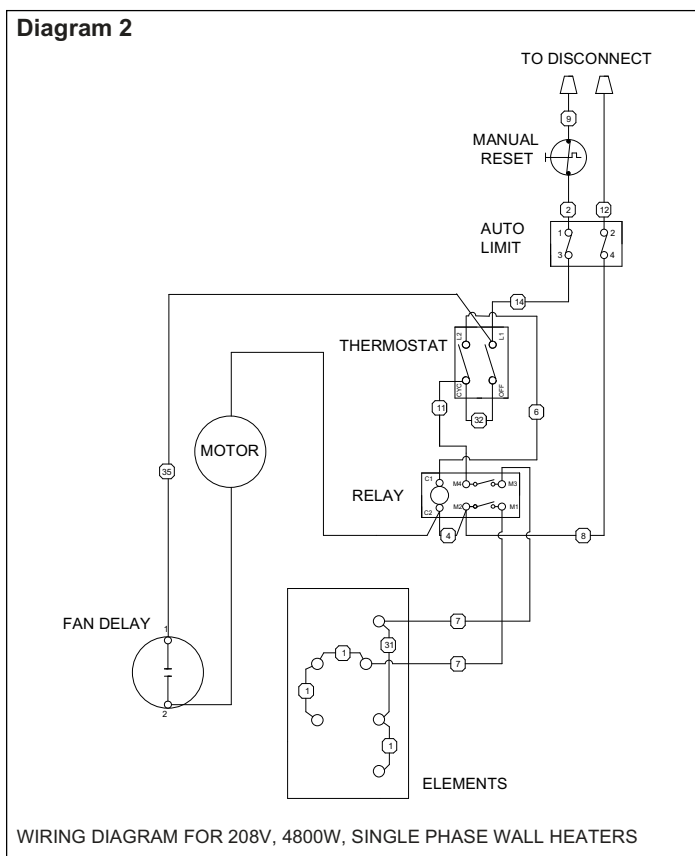 Diagram 2
TO DISCONNECT
9
MANUAL
RESET
2
12
AUTO
LIMIT
1
2
3
4
14
THERMOSTAT
L2
L1
CYC
OFF
11
32
6
MOTOR
35
RELAY
C1
M4
M3
C2
M2
M1
4
8
FAN DELAY
1
2
7
31
1
7
1
1
ELEMENTS
WIRING DIAGRAM FOR 208V, 4800W, SINGLE PHASE WALL HEATERS